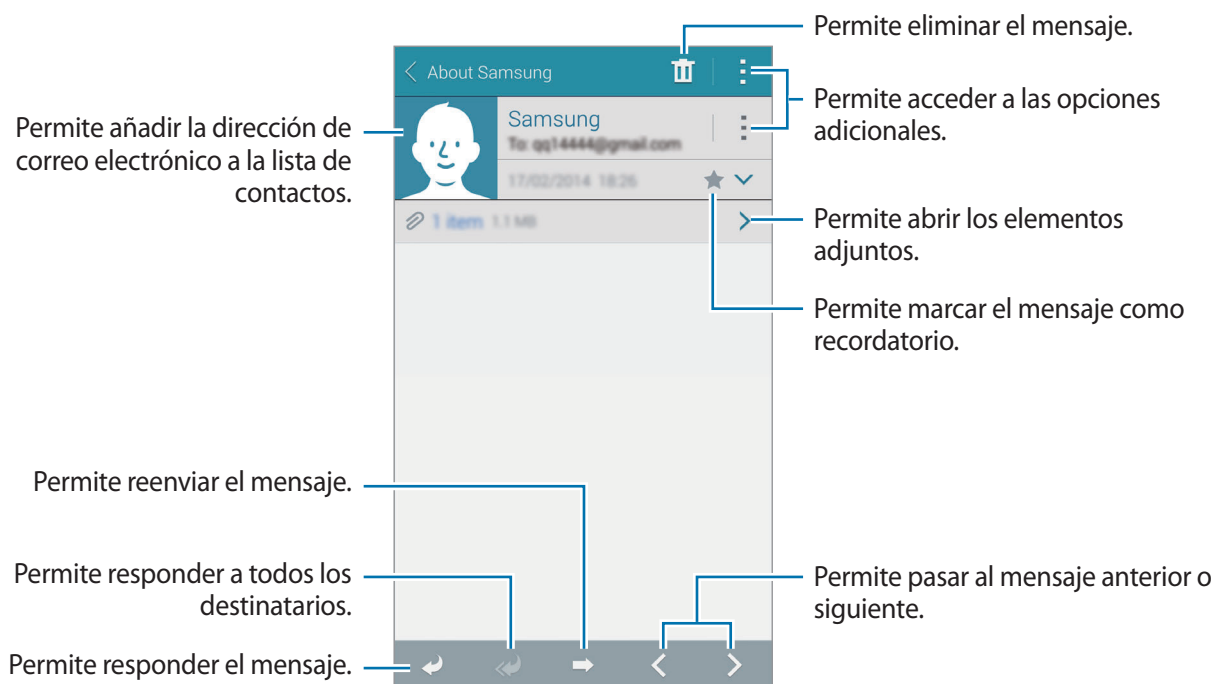 Permite eliminar el mensaje.
About Samsung
Permite acceder a las opciones
adicionales.
Permite añadir la dirección de
correo electrónico a la lista de
contactos.
Samsung
To: qq14444@gmail.com
17/02/2014 18:26
1 item 1.1 MB
Permite abrir los elementos
adjuntos.
Permite marcar el mensaje como
recordatorio.
Permite reenviar el mensaje.
Permite responder a todos los
destinatarios.
Permite pasar al mensaje anterior o
siguiente.
Permite responder el mensaje.